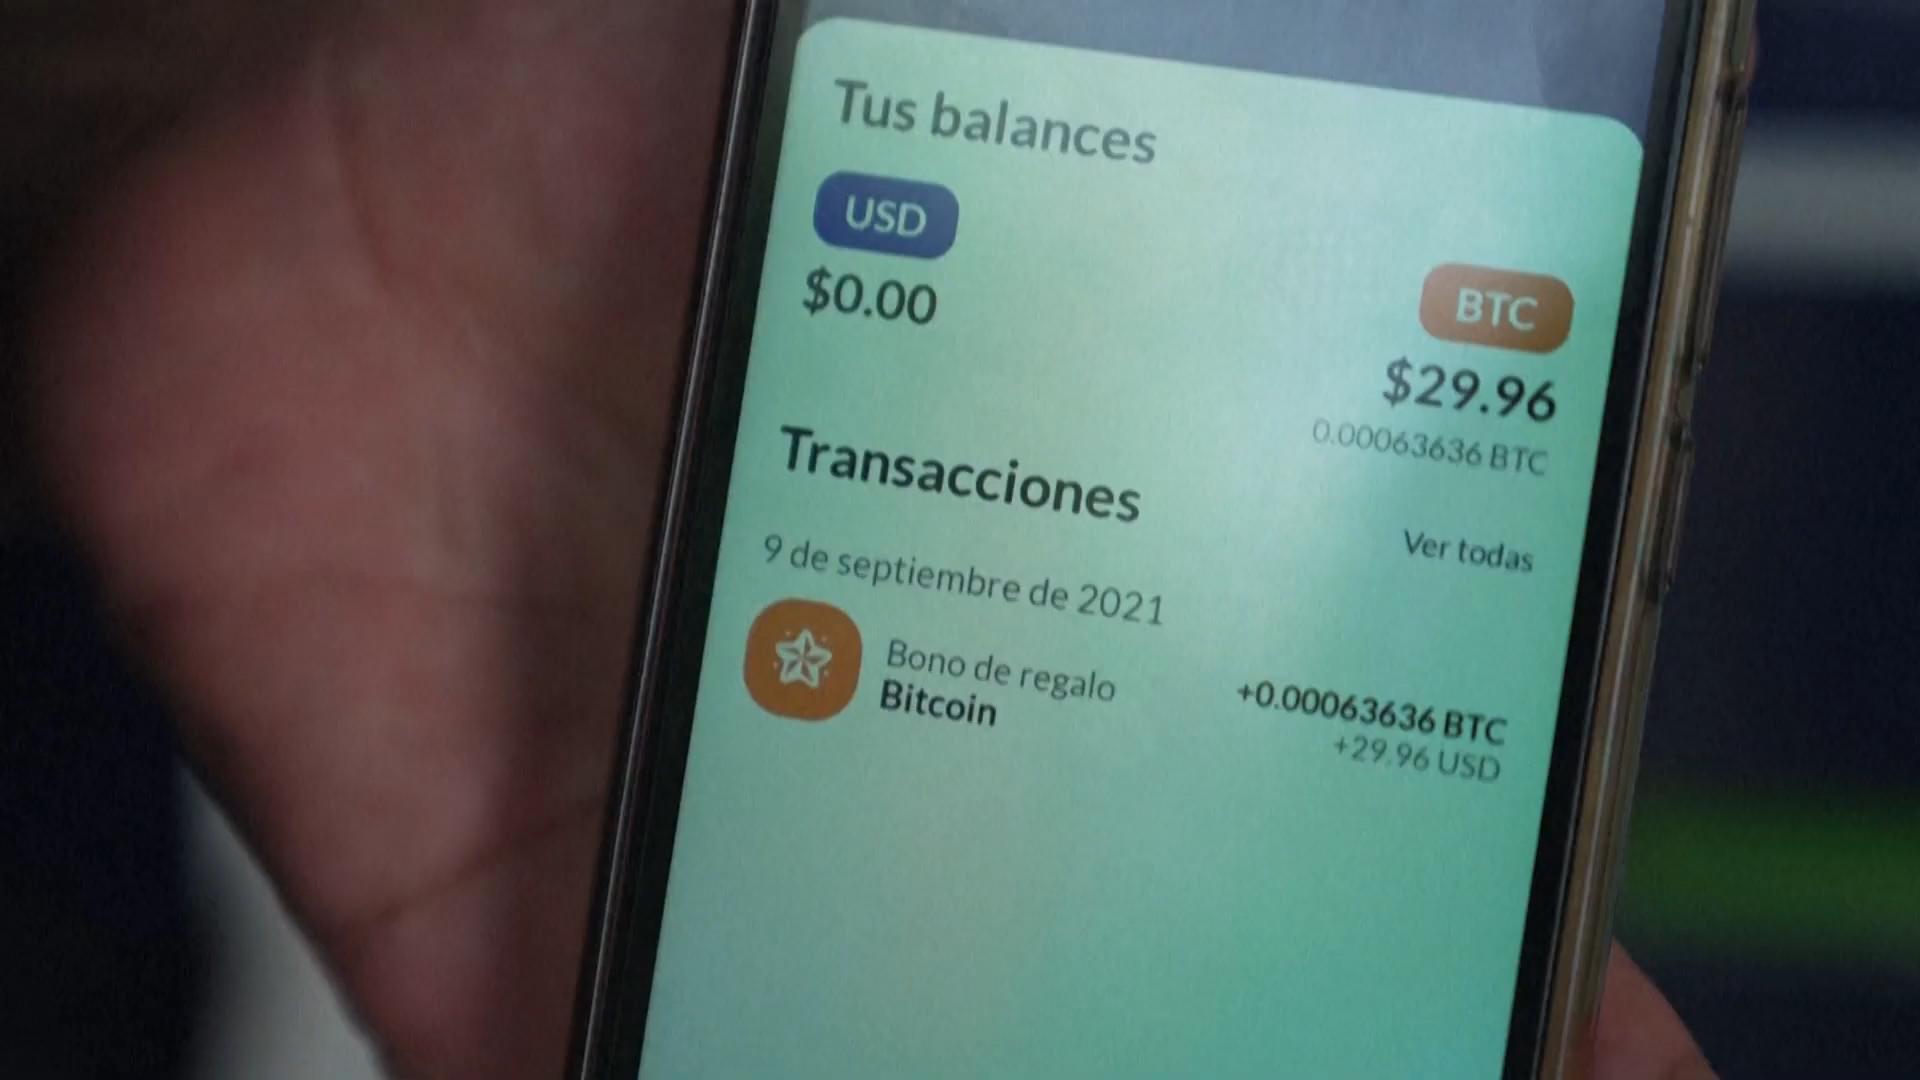 Tus balances
USD
$0.00
BTC
$29.96
0.00063636 BTC
Transacciones
Ver todas
9 de septiembre de 2021
Bono de regalo
Bitcoin
+0.00063636 BTC
+29.96 USD